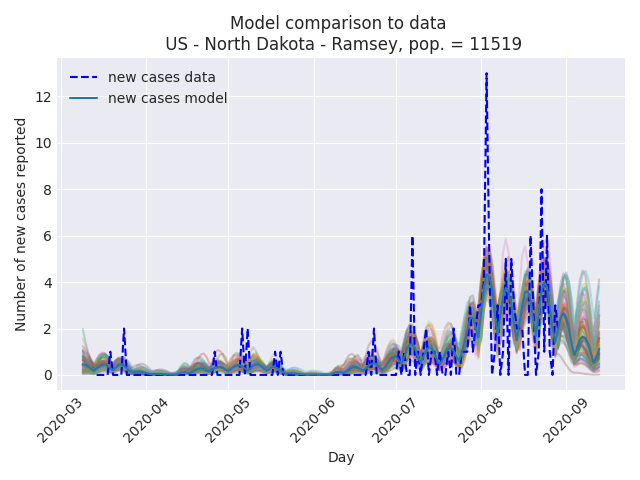 Model comparison to data
US - North Dakota - Ramsey, pop. = 11519
new cases data
new cases model
Number of new cases reported
12
10
8
6
4
2
0
2020-03
2020-04
2020-05
2020-06
2020-07
2020-08
2020-09
Day